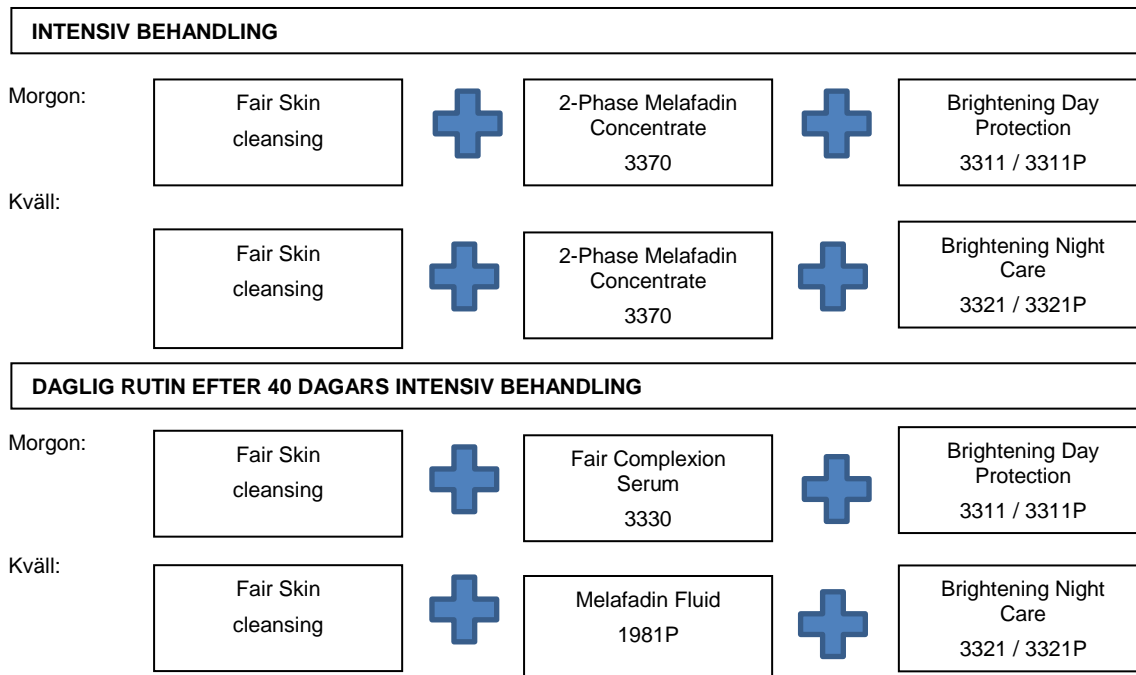 INTENSIV BEHANDLING
Morgon:
Fair Skin
cleansing
2-Phase Melafadin
Concentrate
3370
Brightening Day
Protection
3311 / 3311P
Kväll:
Fair Skin
cleansing
2-Phase Melafadin
Concentrate
3370
Brightening Night
Care
3321 / 3321P
DAGLIG RUTIN EFTER 40 DAGARS INTENSIV BEHANDLING
Morgon:
Fair Skin
cleansing
Fair Complexion
Serum
3330
Brightening Day
Protection
3311 / 3311P
Kväll:
Fair Skin
cleansing
Melafadin Fluid
1981P
Brightening Night
Care
3321 / 3321P